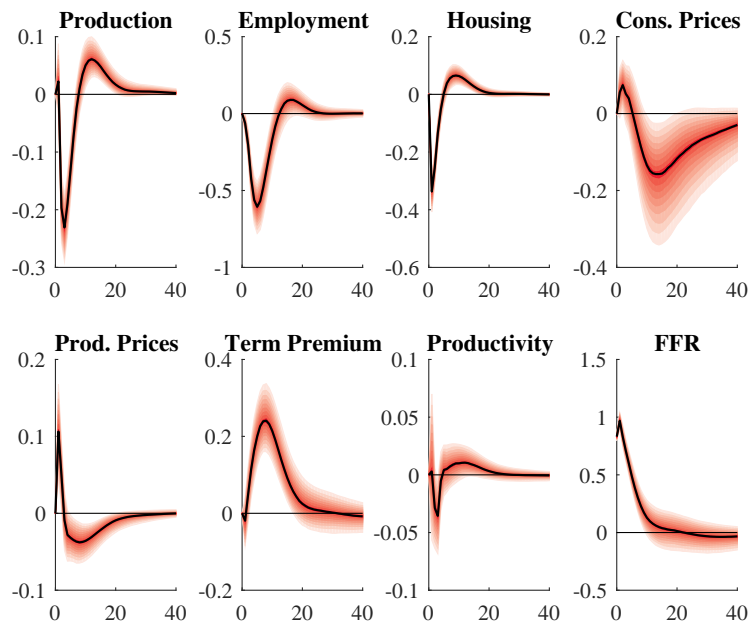 Production Employment Housing Cons. Prices
0.1 0.5 0.2 0.2
0 0 0 0
-0.1 -0.2 -0.5 -0.2 -0.4 -0.2
-0.3 -1 -0.6 -0.4
0 20 40 0 20 40 0 20 40 0 20 40
Prod. Prices Term Premium Productivity FFR
0.2 0.4 0.1 1.5
0.1 0.2 0.05 1
0.5
0 0 0 0
-0.05
-0.1 -0.2 -0.1 -0.5
0 20 40 0 20 40 0 20 40 0 20 40